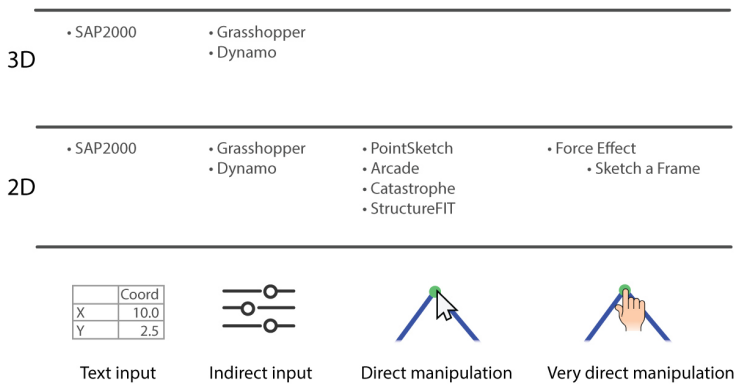 • SAP2000 • Grasshopper
3D • Dynamo
• SAP2000 • Grasshopper • PointSketch • Force Effect
• Dynamo • Arcade • Sketch a Frame
2D • Catastrophe
• StructureFIT
Coord
X 10.0
Y 2.5
Text input Indirect input Direct manipulation Very direct manipulation